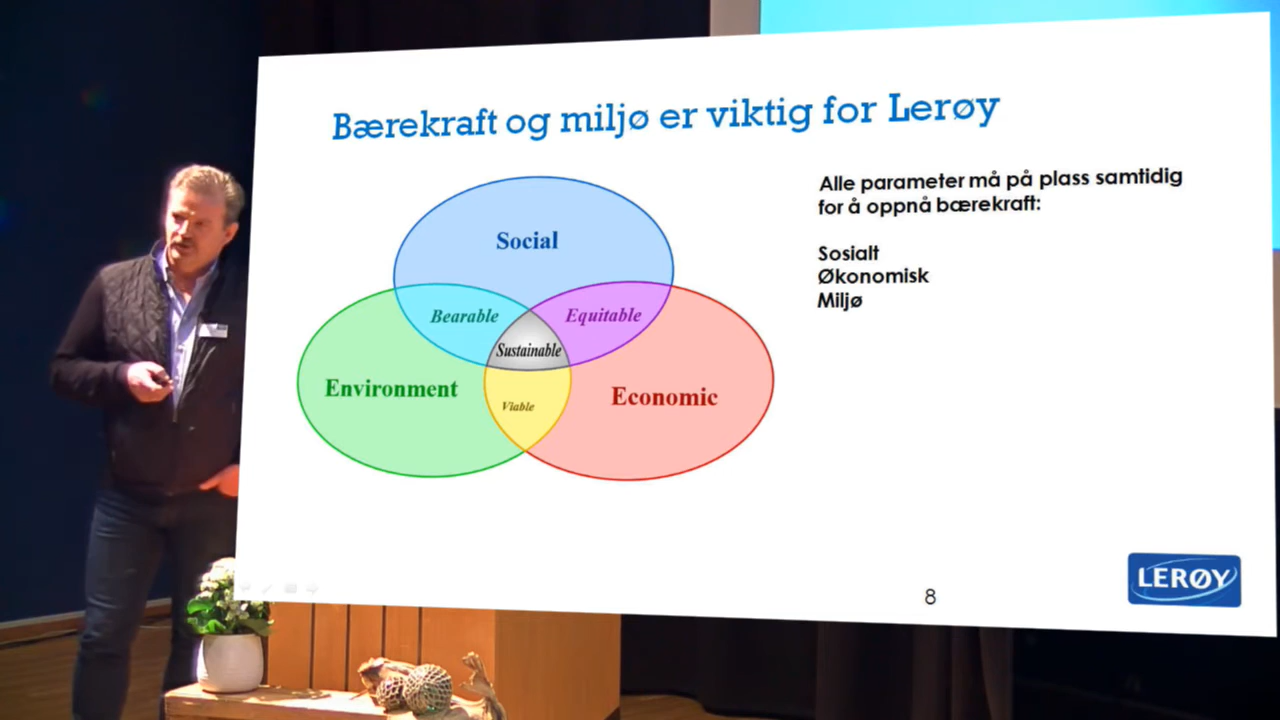 Bærekraft og miljø er viktig for Lerøy
Alle parameter må på plass samtidig
for å oppnå bærekraft:
Sosialt
Økonomisk
Miljø
Social
Bearable
Equitable
Sustainable
Environment
Economic
Viable
8
LERØY